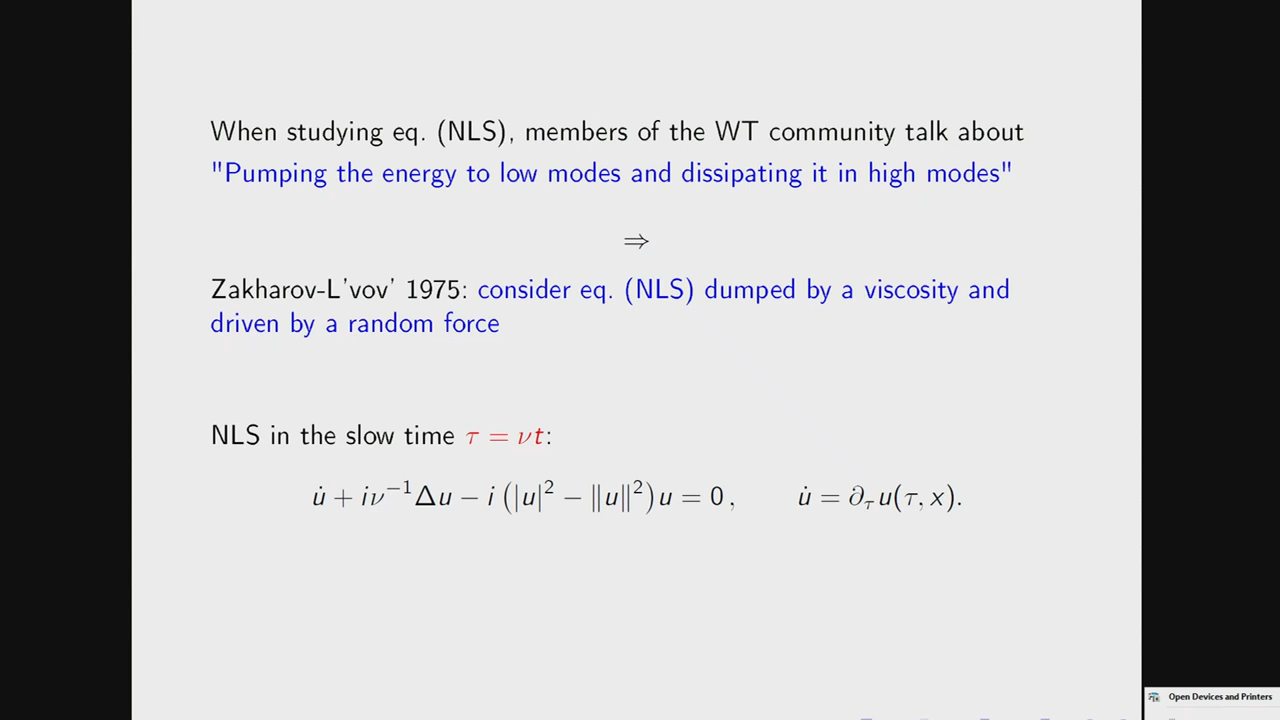 When studying eq. (NLS), members of the WT community talk about
"Pumping the energy to low modes and dissipating it in high modes"
⇒
Zakharov-L'vov' 1975: consider eq. (NLS) dumped by a viscosity and
driven by a random force
NLS in the slow time τ = νt:
u̇ + iν⁻¹Δu − i(|u|² − ‖u‖²)u = 0, u̇ = ∂_τ u(τ, x).
Open Devices and Printers